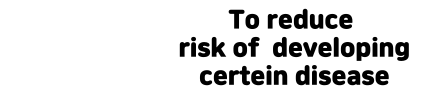 To reduce
risk of  developing
certein disease